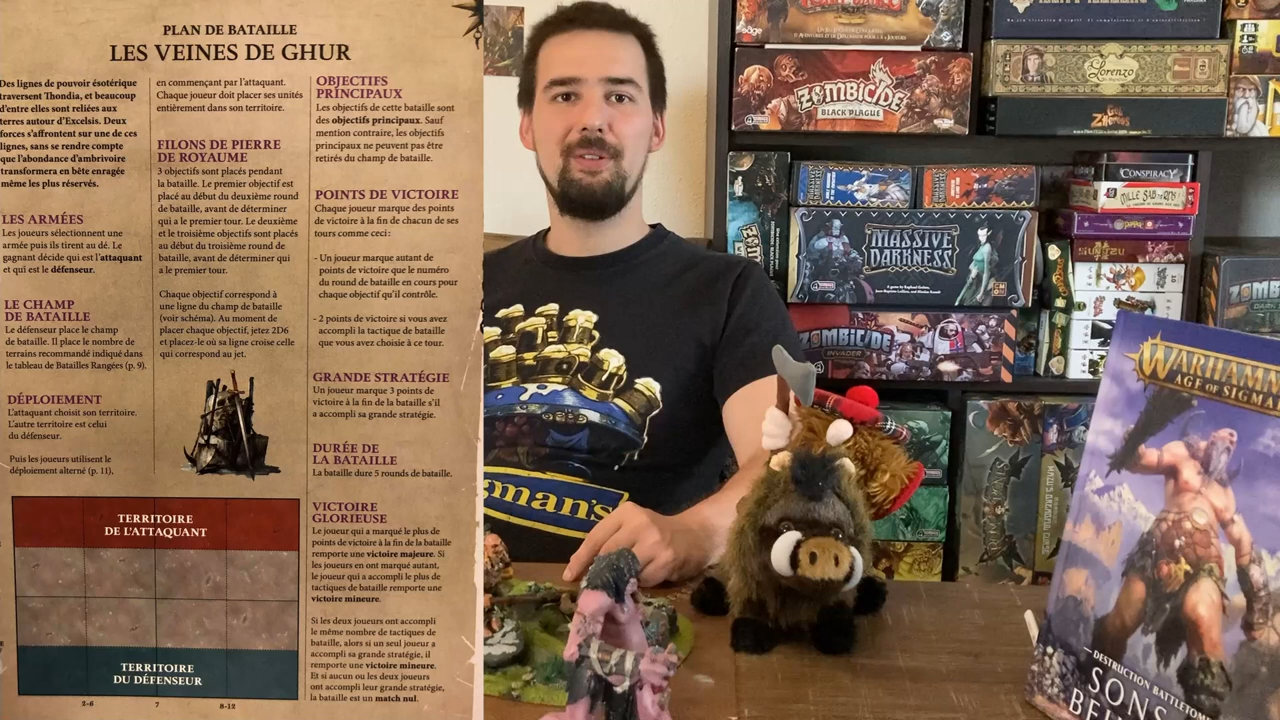 PLAN DE BATAILLE
LES VEINES DE GHUR
Des lignes de pouvoir ésotérique
traversent Thondia, et beaucoup
d'entre elles sont reliées aux
terres autour d'Excelsis. Deux
forces s'affrontent sur une de ces
lignes, sans se rendre compte
que l'abondance d'ambrivoire
transformera en bête enragée
même les plus réservés.
LES ARMÉES
Les joueurs sélectionnent une
armée puis ils tirent au dé. Le
gagnant décide qui est l'attaquant
et qui est le défenseur.
LE CHAMP
DE BATAILLE
Le défenseur place le champ
de bataille. Il place le nombre de
terrains recommandé indiqué dans
le tableau de Batailles Rangées (p. 9).
DÉPLOIEMENT
L'attaquant choisit son territoire.
L'autre territoire est celui
du défenseur.
Puis les joueurs utilisent le
déploiement alterné (p. 11),
en commençant par l'attaquant.
Chaque joueur doit placer ses unités
entièrement dans son territoire.
FILONS DE PIERRE
DE ROYAUME
3 objectifs sont placés pendant
la bataille. Le premier objectif est
placé au début du deuxième round
de bataille, avant de déterminer
qui a le premier tour. Le deuxième
et le troisième objectifs sont placés
au début du troisième round de
bataille, avant de déterminer qui
a le premier tour.
Chaque objectif correspond à
une ligne du champ de bataille
(voir schéma). Au moment de
placer chaque objectif, jetez 2D6
et placez-le où sa ligne croise celle
qui correspond au jet.
OBJECTIFS
PRINCIPAUX
Les objectifs de cette bataille sont
des objectifs principaux. Sauf
mention contraire, les objectifs
principaux ne peuvent pas être
retirés du champ de bataille.
POINTS DE VICTOIRE
Chaque joueur marque des points
de victoire à la fin de chacun de ses
tours comme ceci :
- Un joueur marque autant de
points de victoire que le numéro
du round de bataille en cours pour
chaque objectif qu'il contrôle.
- 2 points de victoire si vous avez
accompli la tactique de bataille
que vous avez choisie à ce tour.
GRANDE STRATÉGIE
Un joueur marque 3 points de
victoire à la fin de la bataille s'il
a accompli sa grande stratégie.
DURÉE DE
LA BATAILLE
La bataille dure 5 rounds de bataille.
VICTOIRE
GLORIEUSE
Le joueur qui a marqué le plus de
points de victoire à la fin de la bataille
remporte une victoire majeure. Si
les joueurs en ont marqué autant,
le joueur qui a accompli le plus de
tactiques de bataille remporte une
victoire mineure.
Si les deux joueurs ont accompli
le même nombre de tactiques de
bataille, alors si un seul joueur a
accompli sa grande stratégie, il
remporte une victoire mineure.
Et si aucun ou les deux joueurs
ont accompli leur grande stratégie,
la bataille est un match nul.
TERRITOIRE
DE L'ATTAQUANT
TERRITOIRE
DU DÉFENSEUR
2-6 7 8-12
gman's
edge
ZOMBICIDE
BLACK PLAGUE
Lorenzo
MASSIVE
DARKNESS
CMON
ZOMBICIDE
INVADER
CONSPIRACY
MILLE SABORDS!
WARHAMM
AGE OF SIGMAR
DESTRUCTION BATTLETOM
SONS
BE